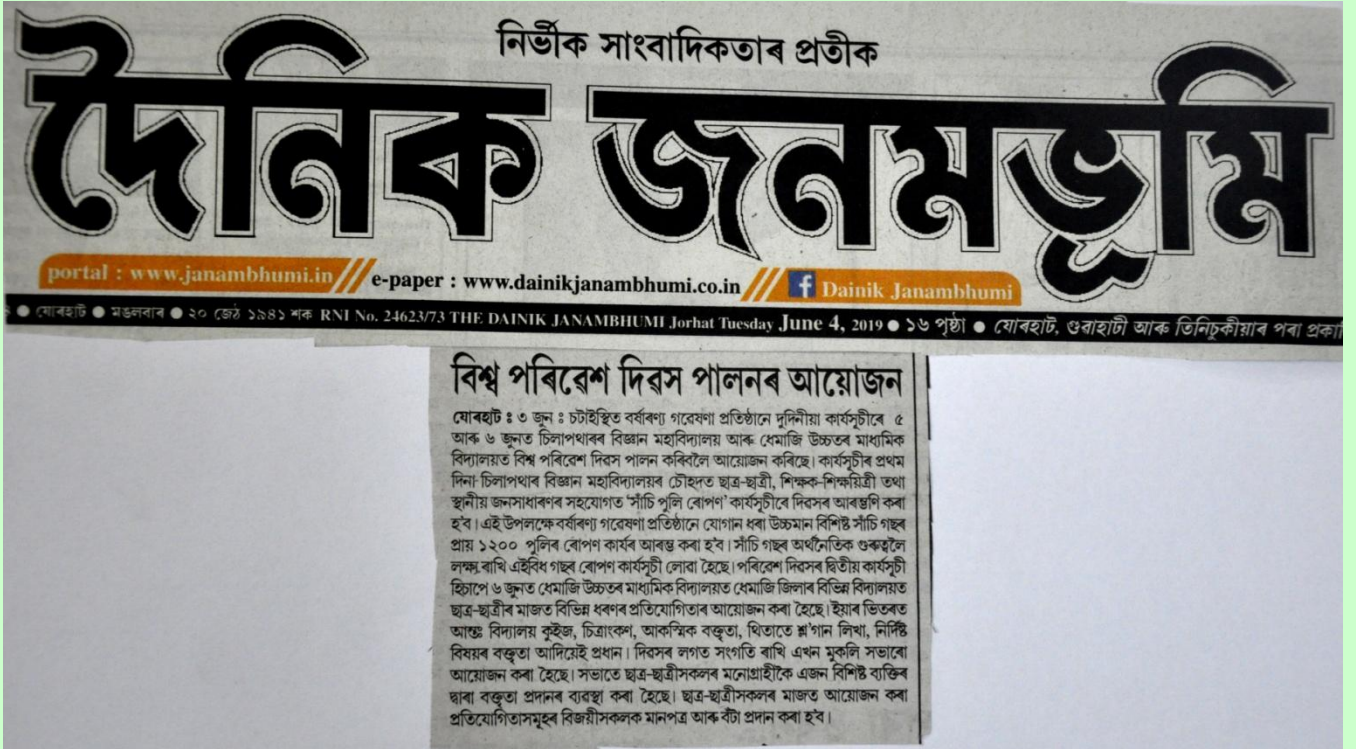 নিৰ্ভীক সাংবাদিকতাৰ প্ৰতীক
দৈনিক জনমভূমি
portal : www.janambhumi.in /// e-paper : www.dainikjanambhumi.co.in /// f Dainik Janambhumi
● যোৰহাট ● মঙলবাৰ ● ২০ জেঠ ১৯৪১ শক RNI No. 24623/73 THE DAINIK JANAMBHUMI Jorhat Tuesday June 4, 2019 ● ১৬ পৃষ্ঠা ● যোৰহাট, গুৱাহাটী আৰু তিনিচুকীয়াৰ পৰা
বিশ্ব পৰিৱেশ দিৱস পালনৰ আয়োজন
যোৰহাট : ৩ জুন : চটাইস্থিত বৰ্ষাৰণ্য গৱেষণা প্ৰতিষ্ঠানে দুদিনীয়া কাৰ্যসূচীৰে ৫
আৰু ৬ জুনত চিলাপথাৰৰ বিজ্ঞান মহাবিদ্যালয় আৰু ধেমাজি উচ্চতৰ মাধ্যমিক
বিদ্যালয়ত বিশ্ব পৰিৱেশ দিৱস পালন কৰিবলৈ আয়োজন কৰিছে। কাৰ্যসূচীৰ প্ৰথম
দিনা চিলাপথাৰ বিজ্ঞান মহাবিদ্যালয়ৰ চৌহদত ছাত্ৰ-ছাত্ৰী, শিক্ষক-শিক্ষয়িত্ৰী তথা
স্থানীয় জনসাধাৰণৰ সহযোগত 'সাঁচি পুলি ৰোপণ' কাৰ্যসূচীৰে দিৱসৰ আৰম্ভণি কৰা
হ'ব। এই উপলক্ষে বৰ্ষাৰণ্য গৱেষণা প্ৰতিষ্ঠানে যোগান ধৰা উচ্চমান বিশিষ্ট সাঁচি গছৰ
প্ৰায় ১২০০ পুলিৰ ৰোপণ কাৰ্যৰ আৰম্ভ কৰা হ'ব। সাঁচি গছৰ অৰ্থনৈতিক গুৰুত্বলৈ
লক্ষ্য ৰাখি এইবিধ গছৰ ৰোপণ কাৰ্যসূচী লোৱা হৈছে। পৰিৱেশ দিৱসৰ দ্বিতীয় কাৰ্যসূচী
হিচাপে ৬ জুনত ধেমাজি উচ্চতৰ মাধ্যমিক বিদ্যালয়ত ধেমাজি জিলাৰ বিভিন্ন বিদ্যালয়ত
ছাত্ৰ-ছাত্ৰীৰ মাজত বিভিন্ন ধৰণৰ প্ৰতিযোগিতাৰ আয়োজন কৰা হৈছে। ইয়াৰ ভিতৰত
আন্তঃ বিদ্যালয় কুইজ, চিত্ৰাংকণ, আকস্মিক বক্তৃতা, থিতাতে শ্ল'গান লিখা, নিৰ্দিষ্ট
বিষয়ৰ বক্তৃতা আদিয়েই প্ৰধান। দিৱসৰ লগত সংগতি ৰাখি এখন মুকলি সভাৰো
আয়োজন কৰা হৈছে। সভাতে ছাত্ৰ-ছাত্ৰীসকলৰ মনোগ্ৰাহীকৈ এজন বিশিষ্ট ব্যক্তিৰ
দ্বাৰা বক্তৃতা প্ৰদানৰ ব্যৱস্থা কৰা হৈছে। ছাত্ৰ-ছাত্ৰীসকলৰ মাজত আয়োজন কৰা
প্ৰতিযোগিতাসমূহৰ বিজয়ীসকলক মানপত্ৰ আৰু বঁটা প্ৰদান কৰা হ'ব।